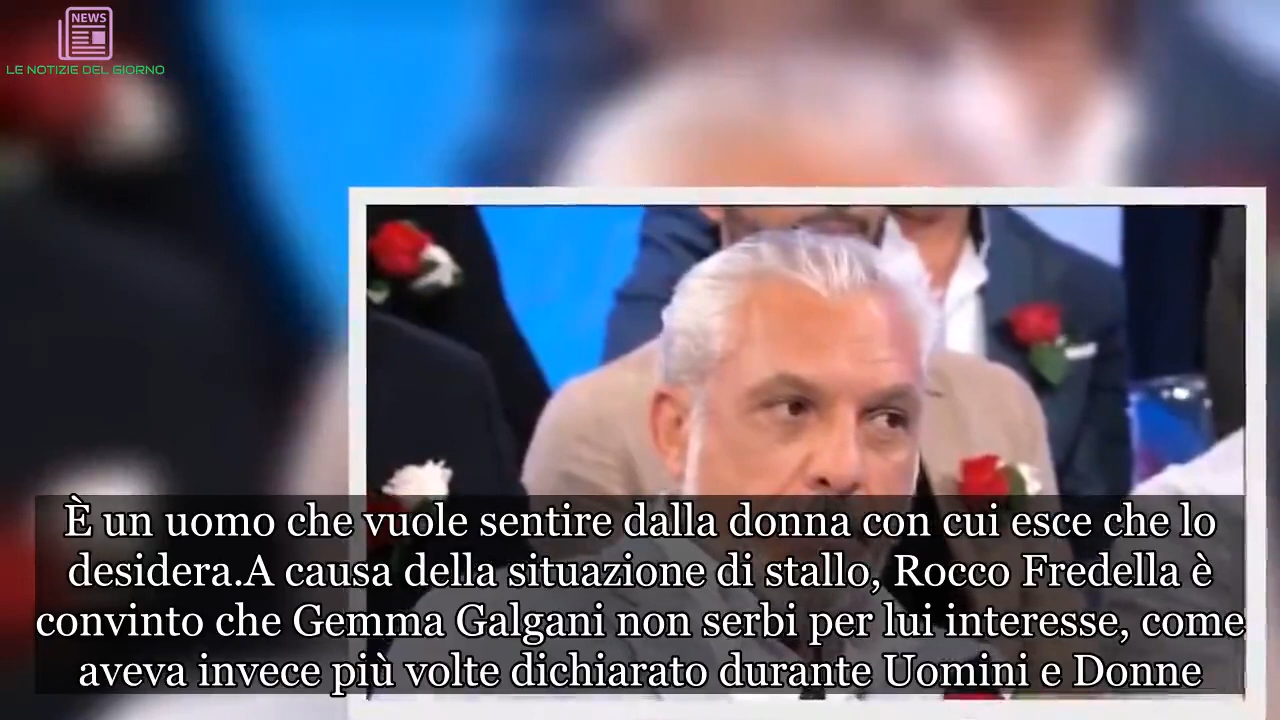 NEWS
LE NOTIZIE DEL GIORNO
È un uomo che vuole sentire dalla donna con cui esce che lo
desidera.A causa della situazione di stallo, Rocco Fredella è
convinto che Gemma Galgani non serbi per lui interesse, come
aveva invece più volte dichiarato durante Uomini e Donne